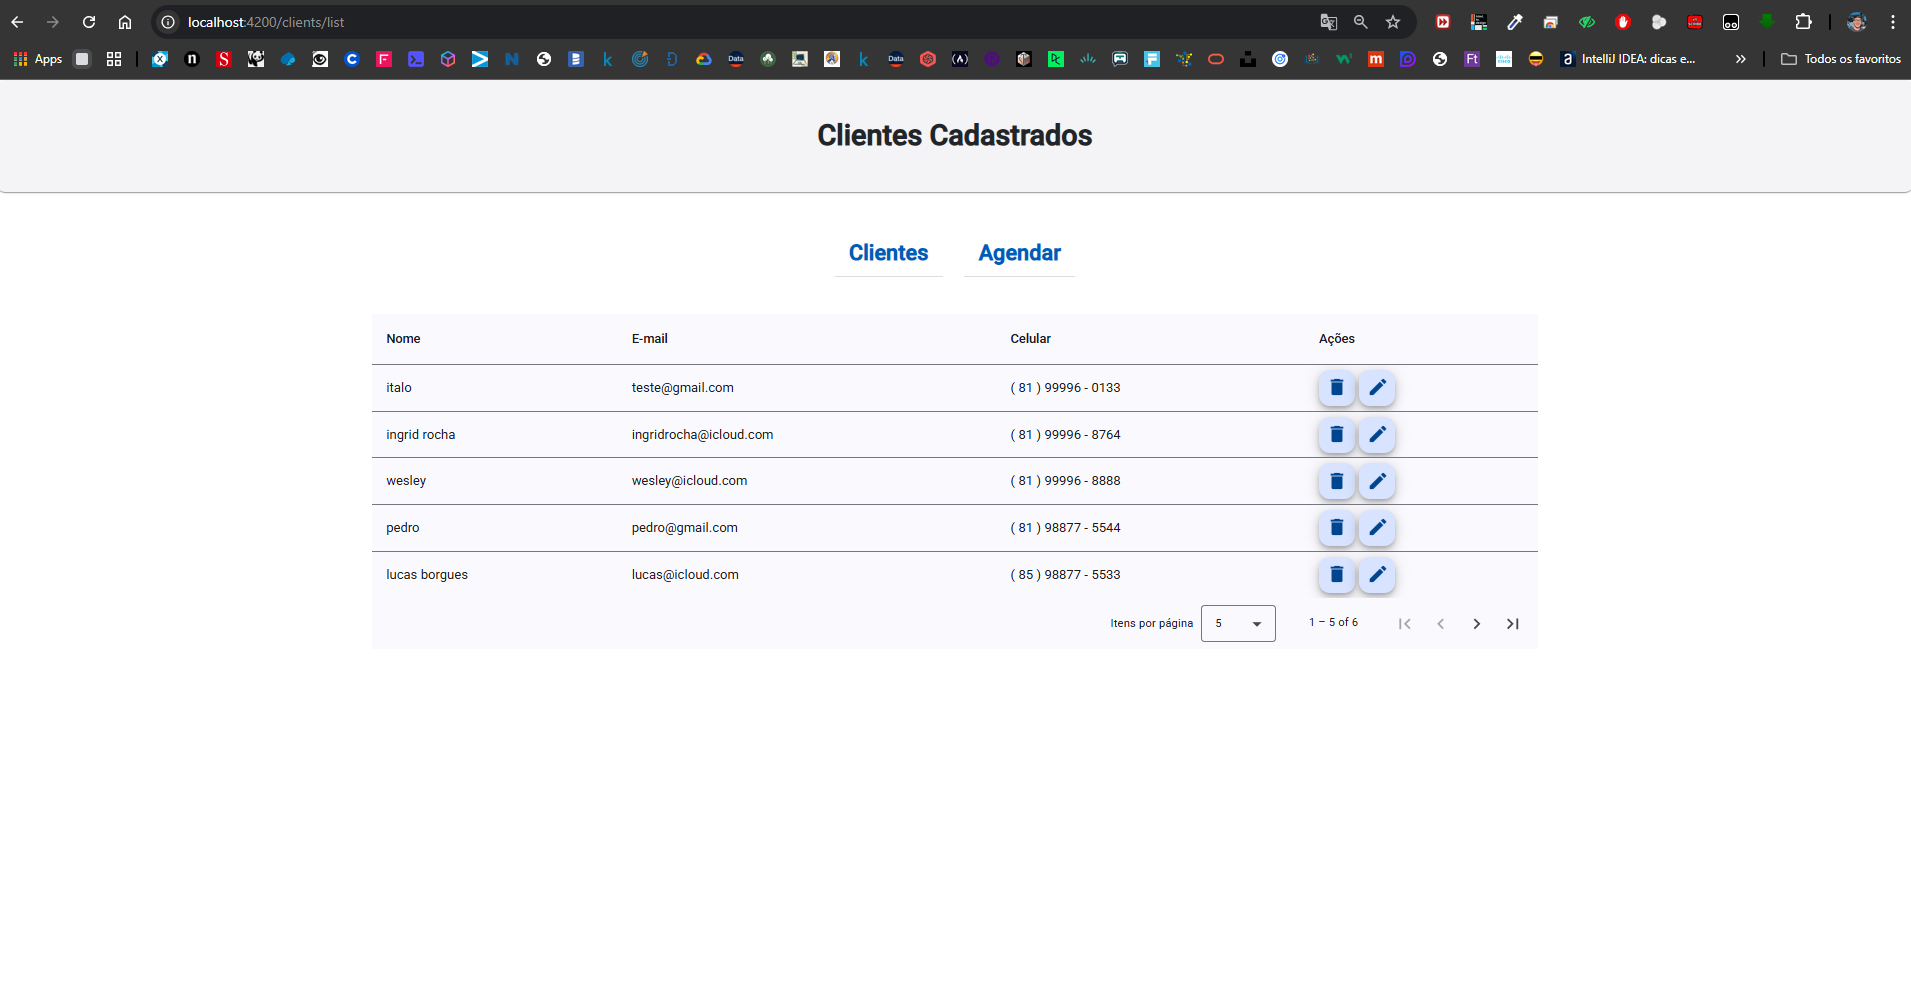 localhost:4200/clients/list
Apps
IntelliJ IDEA: dicas e...
Todos os favoritos
Clientes Cadastrados
Clientes Agendar
Nome E-mail Celular Ações
italo teste@gmail.com ( 81 ) 99996 - 0133
ingrid rocha ingridrocha@icloud.com ( 81 ) 99996 - 8764
wesley wesley@icloud.com ( 81 ) 99996 - 8888
pedro pedro@gmail.com ( 81 ) 98877 - 5544
lucas borgues lucas@icloud.com ( 85 ) 98877 - 5533
Itens por página 5 1 – 5 of 6